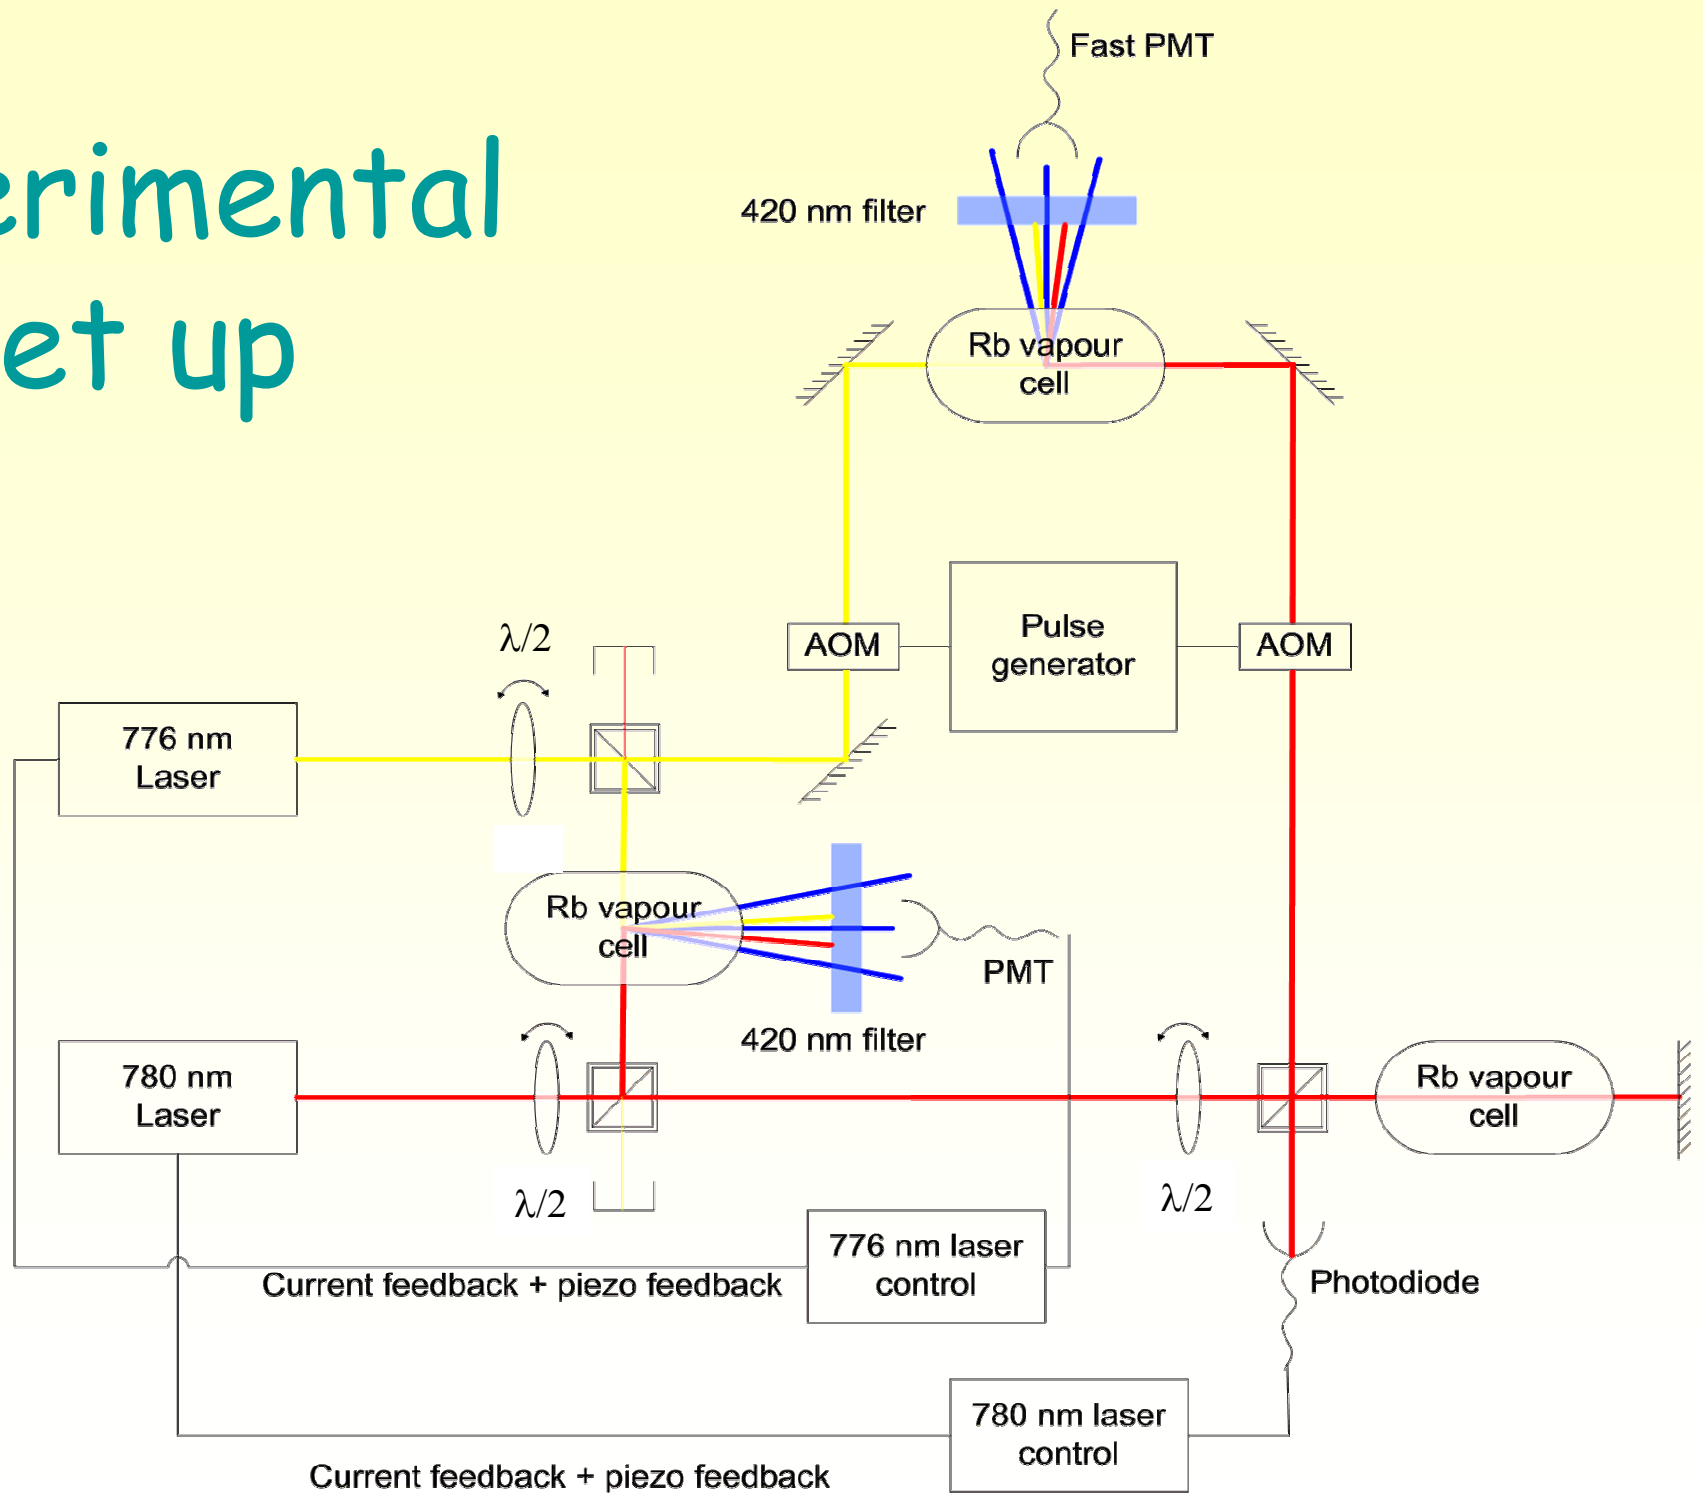 Fast PMT
erimental
420 nm filter
et up
Rb vapour
cell
Pulse
generator
AOM
AOM
λ/2
776 nm
Laser
Rb vapour
cell
PMT
420 nm filter
780 nm
Laser
Rb vapour
cell
λ/2
λ/2
776 nm laser
control
Current feedback + piezo feedback
Photodiode
780 nm laser
control
Current feedback + piezo feedback